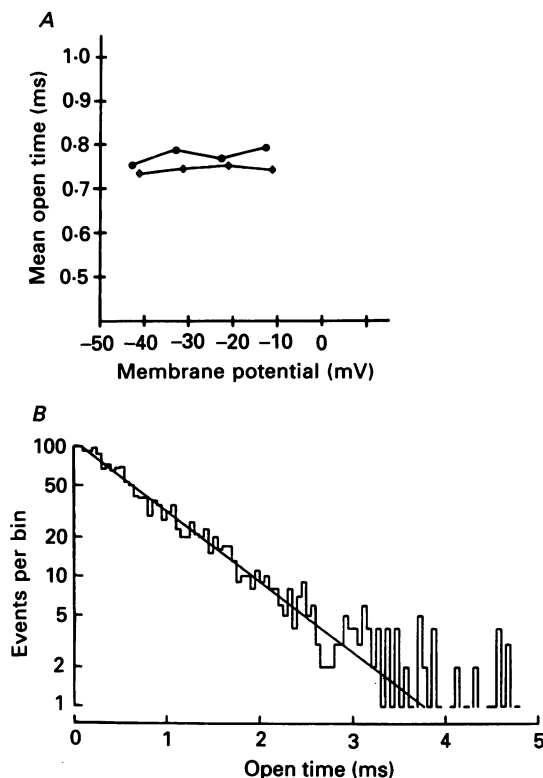 A
1·0
0·9
0·8
0·7
0·6
0·5
Mean open time (ms)
−50 −40 −30 −20 −10 0
Membrane potential (mV)
B
100
50
20
10
5
2
1
Events per bin
0 1 2 3 4 5
Open time (ms)